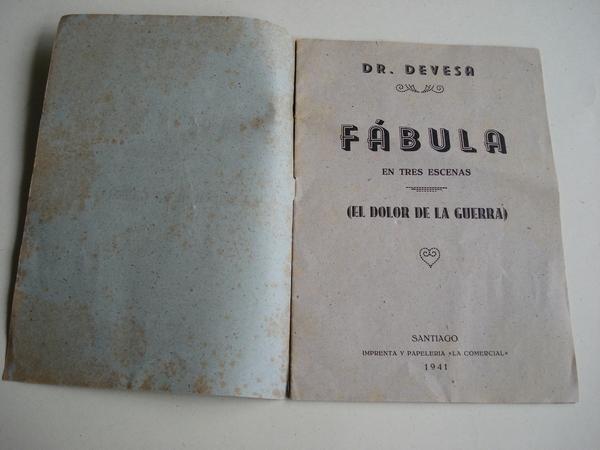 DR. DEVESA
FÁBULA
EN TRES ESCENAS
(EL DOLOR DE LA GUERRA)
SANTIAGO
IMPRENTA Y PAPELERIA «LA COMERCIAL»
1941